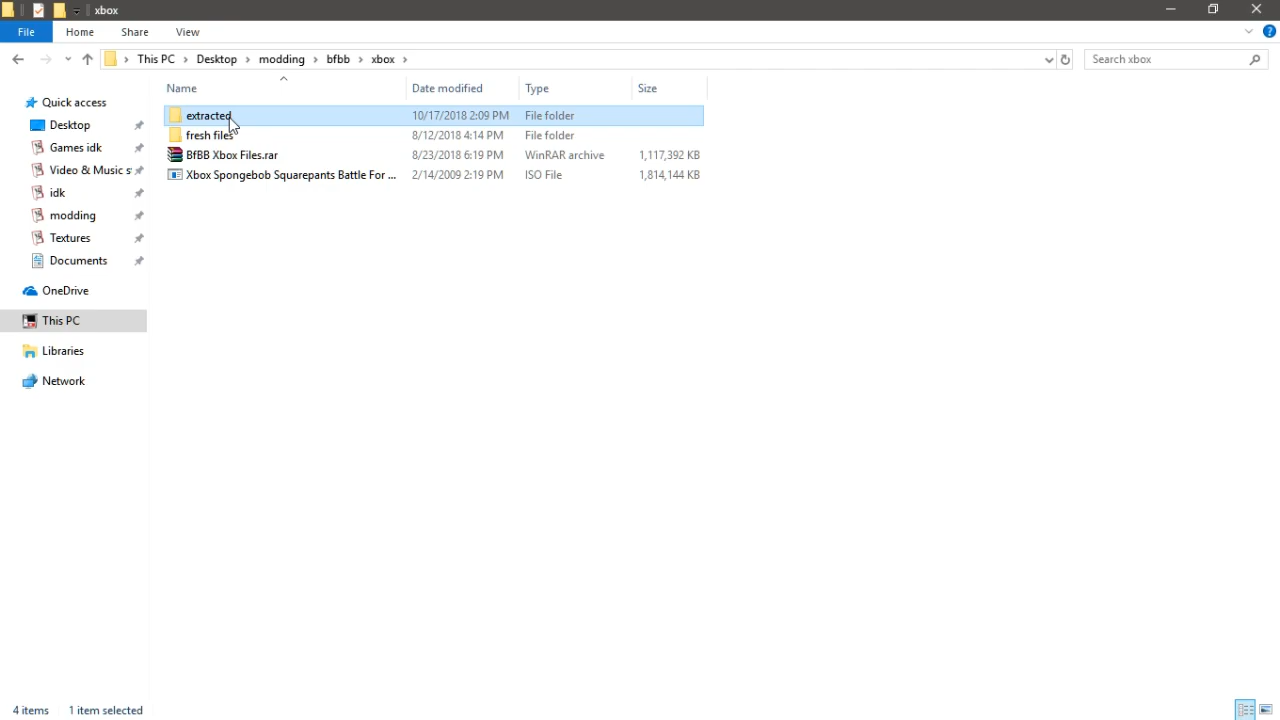 xbox
File Home Share View
This PC Desktop modding bfbb xbox Search xbox
Name Date modified Type Size
Quick access
Desktop
Games idk
Video & Music s
idk
modding
Textures
Documents
OneDrive
This PC
Libraries
Network
extracted 10/17/2018 2:09 PM File folder
fresh files 8/12/2018 4:14 PM File folder
BfBB Xbox Files.rar 8/23/2018 6:19 PM WinRAR archive 1,117,392 KB
Xbox Spongebob Squarepants Battle For ... 2/14/2009 2:19 PM ISO File 1,814,144 KB
4 items 1 item selected